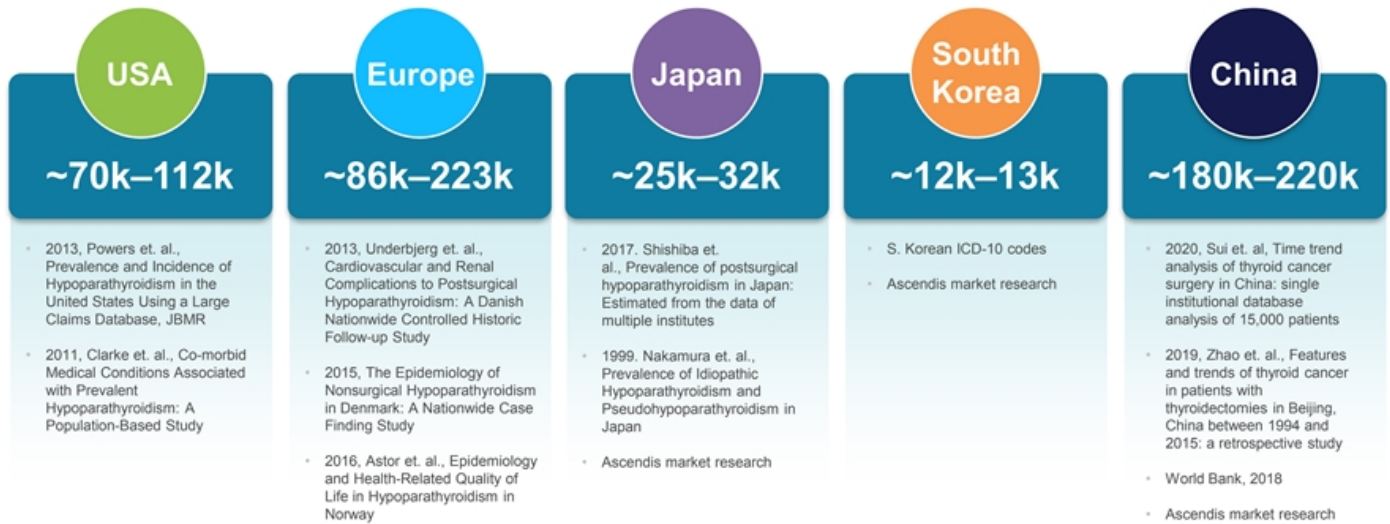 USA
~70k–112k
• 2013, Powers et. al.,
Prevalence and Incidence of
Hypoparathyroidism in the
United States Using a Large
Claims Database, JBMR
• 2011, Clarke et. al., Co-morbid
Medical Conditions Associated
with Prevalent
Hypoparathyroidism: A
Population-Based Study
Europe
~86k–223k
• 2013, Underbjerg et. al.,
Cardiovascular and Renal
Complications to Postsurgical
Hypoparathyroidism: A Danish
Nationwide Controlled Historic
Follow-up Study
• 2015, The Epidemiology of
Nonsurgical Hypoparathyroidism
in Denmark: A Nationwide Case
Finding Study
• 2016, Astor et. al., Epidemiology
and Health-Related Quality of
Life in Hypoparathyroidism in
Norway
Japan
~25k–32k
• 2017. Shishiba et.
al., Prevalence of postsurgical
hypoparathyroidism in Japan:
Estimated from the data of
multiple institutes
• 1999. Nakamura et. al.,
Prevalence of Idiopathic
Hypoparathyroidism and
Pseudohypoparathyroidism in
Japan
• Ascendis market research
South
Korea
~12k–13k
• S. Korean ICD-10 codes
• Ascendis market research
China
~180k–220k
• 2020, Sui et. al, Time trend
analysis of thyroid cancer
surgery in China: single
institutional database
analysis of 15,000 patients
• 2019, Zhao et. al., Features
and trends of thyroid cancer
in patients with
thyroidectomies in Beijing,
China between 1994 and
2015: a retrospective study
• World Bank, 2018
• Ascendis market research